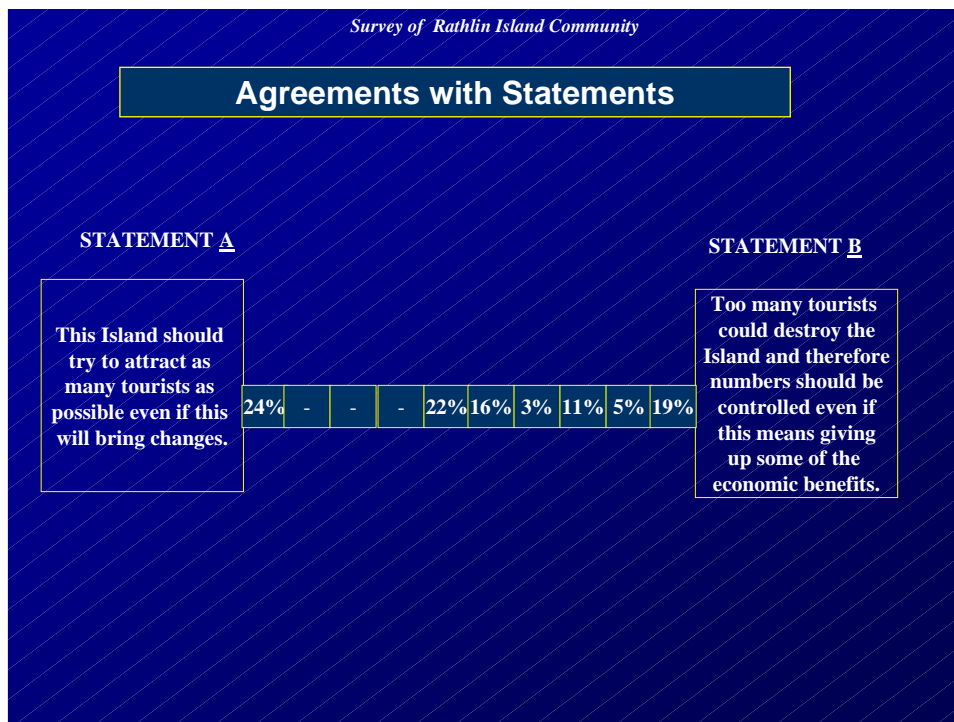 Survey of Rathlin Island Community
Agreements with Statements
STATEMENT A
This Island should
try to attract as
many tourists as
possible even if this
will bring changes.
24% - - - 22% 16% 3% 11% 5% 19%
STATEMENT B
Too many tourists
could destroy the
Island and therefore
numbers should be
controlled even if
this means giving
up some of the
economic benefits.